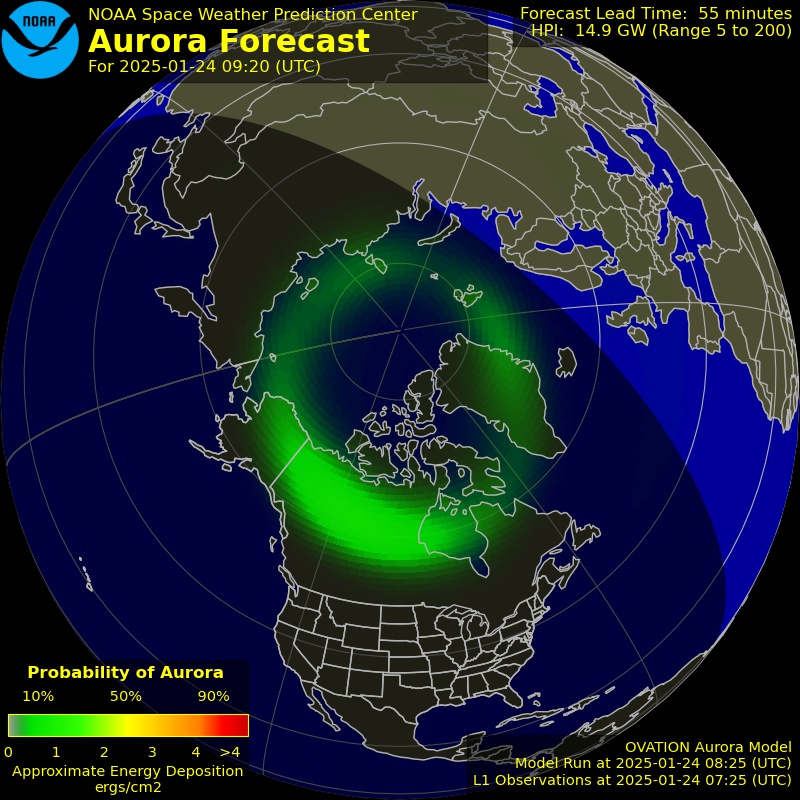 NOAA
NOAA Space Weather Prediction Center
Aurora Forecast
For 2025-01-24 09:20 (UTC)
Forecast Lead Time: 55 minutes
HPI: 14.9 GW (Range 5 to 200)
Probability of Aurora
10% 50% 90%
0 1 2 3 4 >4
Approximate Energy Deposition
ergs/cm2
OVATION Aurora Model
Model Run at 2025-01-24 08:25 (UTC)
L1 Observations at 2025-01-24 07:25 (UTC)